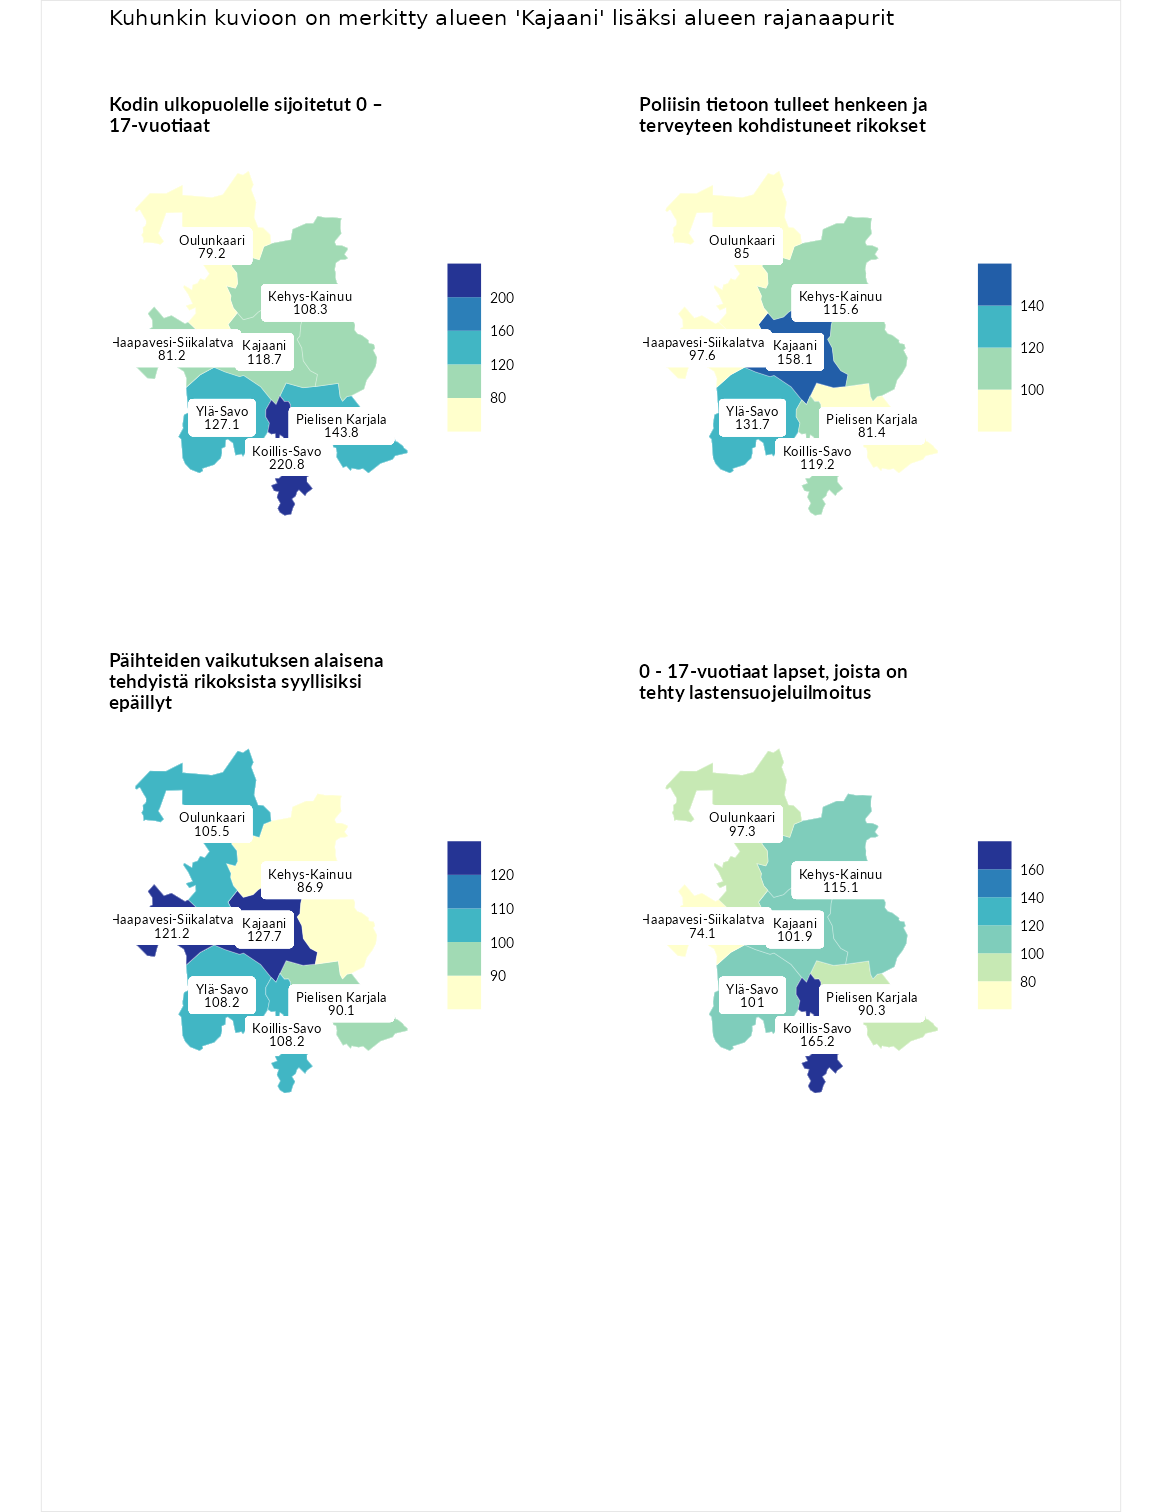 Kuhunkin kuvioon on merkitty alueen 'Kajaani' lisäksi alueen rajanaapurit
Kodin ulkopuolelle sijoitetut 0 –
17-vuotiaat
Oulunkaari
79.2
Kehys-Kainuu
108.3
Haapavesi-Siikalatva
81.2
Kajaani
118.7
Ylä-Savo
127.1
Pielisen Karjala
143.8
Koillis-Savo
220.8
200
160
120
80
Poliisin tietoon tulleet henkeen ja
terveyteen kohdistuneet rikokset
Oulunkaari
85
Kehys-Kainuu
115.6
Haapavesi-Siikalatva
97.6
Kajaani
158.1
Ylä-Savo
131.7
Pielisen Karjala
81.4
Koillis-Savo
119.2
140
120
100
Päihteiden vaikutuksen alaisena
tehdyistä rikoksista syyllisiksi
epäillyt
Oulunkaari
105.5
Kehys-Kainuu
86.9
Haapavesi-Siikalatva
121.2
Kajaani
127.7
Ylä-Savo
108.2
Pielisen Karjala
90.1
Koillis-Savo
108.2
120
110
100
90
0 - 17-vuotiaat lapset, joista on
tehty lastensuojeluilmoitus
Oulunkaari
97.3
Kehys-Kainuu
115.1
Haapavesi-Siikalatva
74.1
Kajaani
101.9
Ylä-Savo
101
Pielisen Karjala
90.3
Koillis-Savo
165.2
160
140
120
100
80